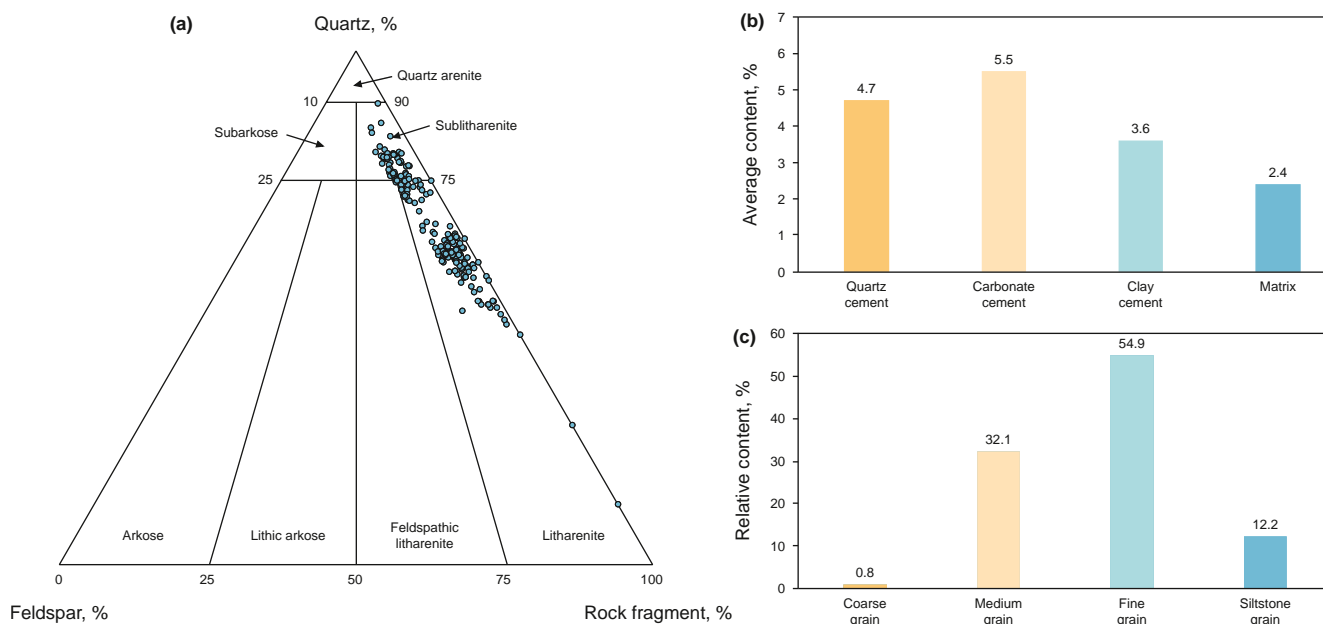 (a)
Quartz, %
Quartz arenite
10
90
Subarkose
Sublitharenite
25
75
Arkose
Lithic arkose
Feldspathic
litharenite
Litharenite
0
25
50
75
100
Feldspar, %
Rock fragment, %
(b)
Average content, %
7
6
5
4
3
2
1
0
4.7
5.5
3.6
2.4
Quartz
cement
Carbonate
cement
Clay
cement
Matrix
(c)
Relative content, %
60
50
40
30
20
10
0
0.8
32.1
54.9
12.2
Coarse
grain
Medium
grain
Fine
grain
Siltstone
grain